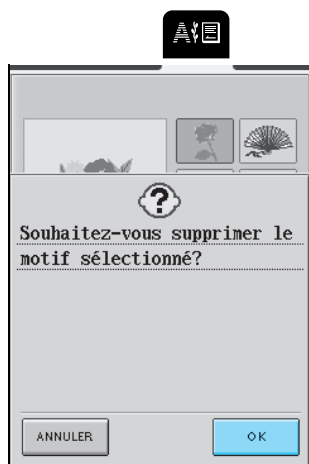 A
Souhaitez-vous supprimer le
motif sélectionné?
ANNULER
OK